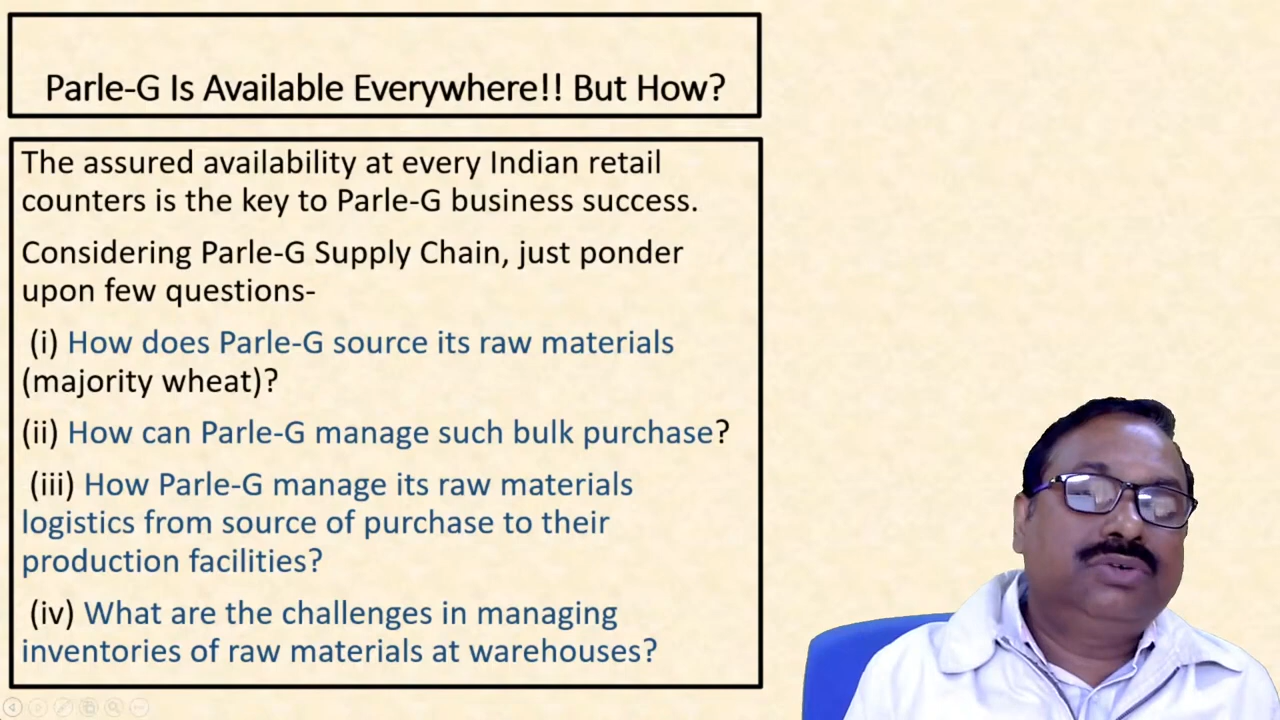 Parle-G Is Available Everywhere!! But How?
The assured availability at every Indian retail
counters is the key to Parle-G business success.
Considering Parle-G Supply Chain, just ponder
upon few questions-
(i) How does Parle-G source its raw materials
(majority wheat)?
(ii) How can Parle-G manage such bulk purchase?
(iii) How Parle-G manage its raw materials
logistics from source of purchase to their
production facilities?
(iv) What are the challenges in managing
inventories of raw materials at warehouses?